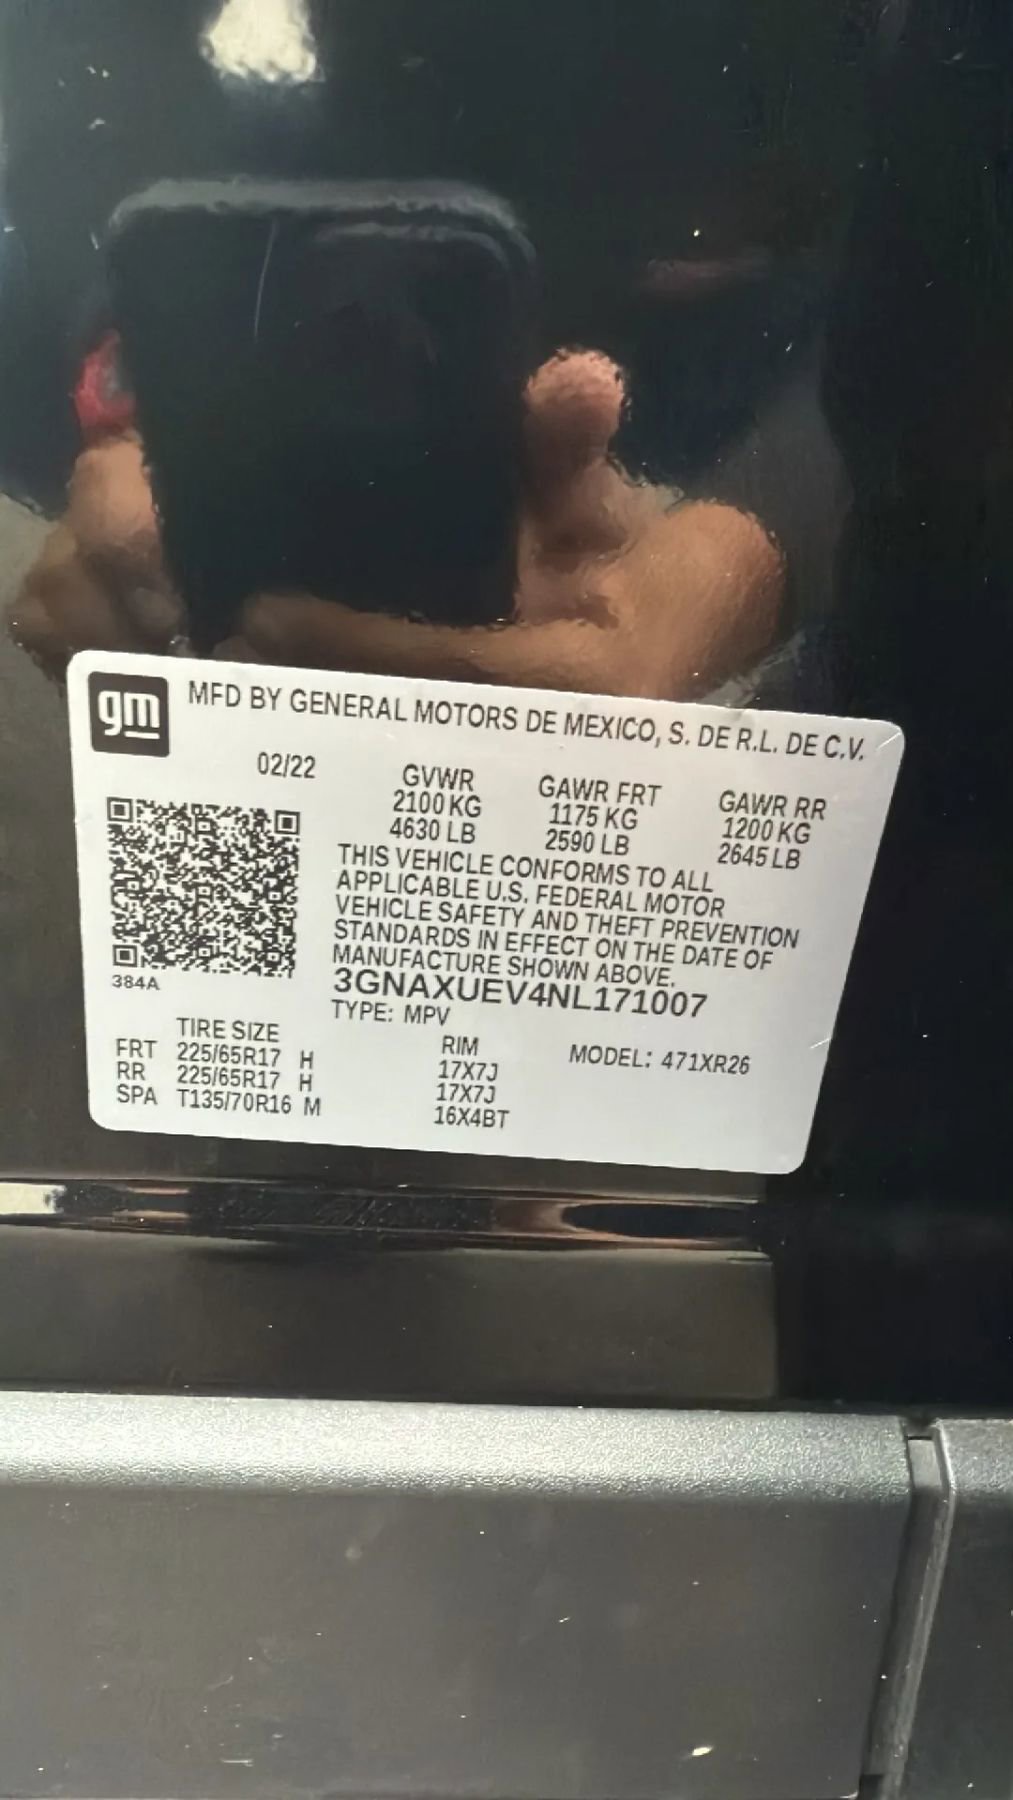 gm
MFD BY GENERAL MOTORS DE MEXICO, S. DE R.L. DE C.V.
02/22 GVWR GAWR FRT GAWR RR
2100 KG 1175 KG 1200 KG
4630 LB 2590 LB 2645 LB
THIS VEHICLE CONFORMS TO ALL
APPLICABLE U.S. FEDERAL MOTOR
VEHICLE SAFETY AND THEFT PREVENTION
STANDARDS IN EFFECT ON THE DATE OF
MANUFACTURE SHOWN ABOVE.
384A
3GNAXUEV4NL171007
TYPE: MPV
TIRE SIZE RIM MODEL: 471XR26
FRT 225/65R17 H 17X7J
RR 225/65R17 H 17X7J
SPA T135/70R16 M 16X4BT